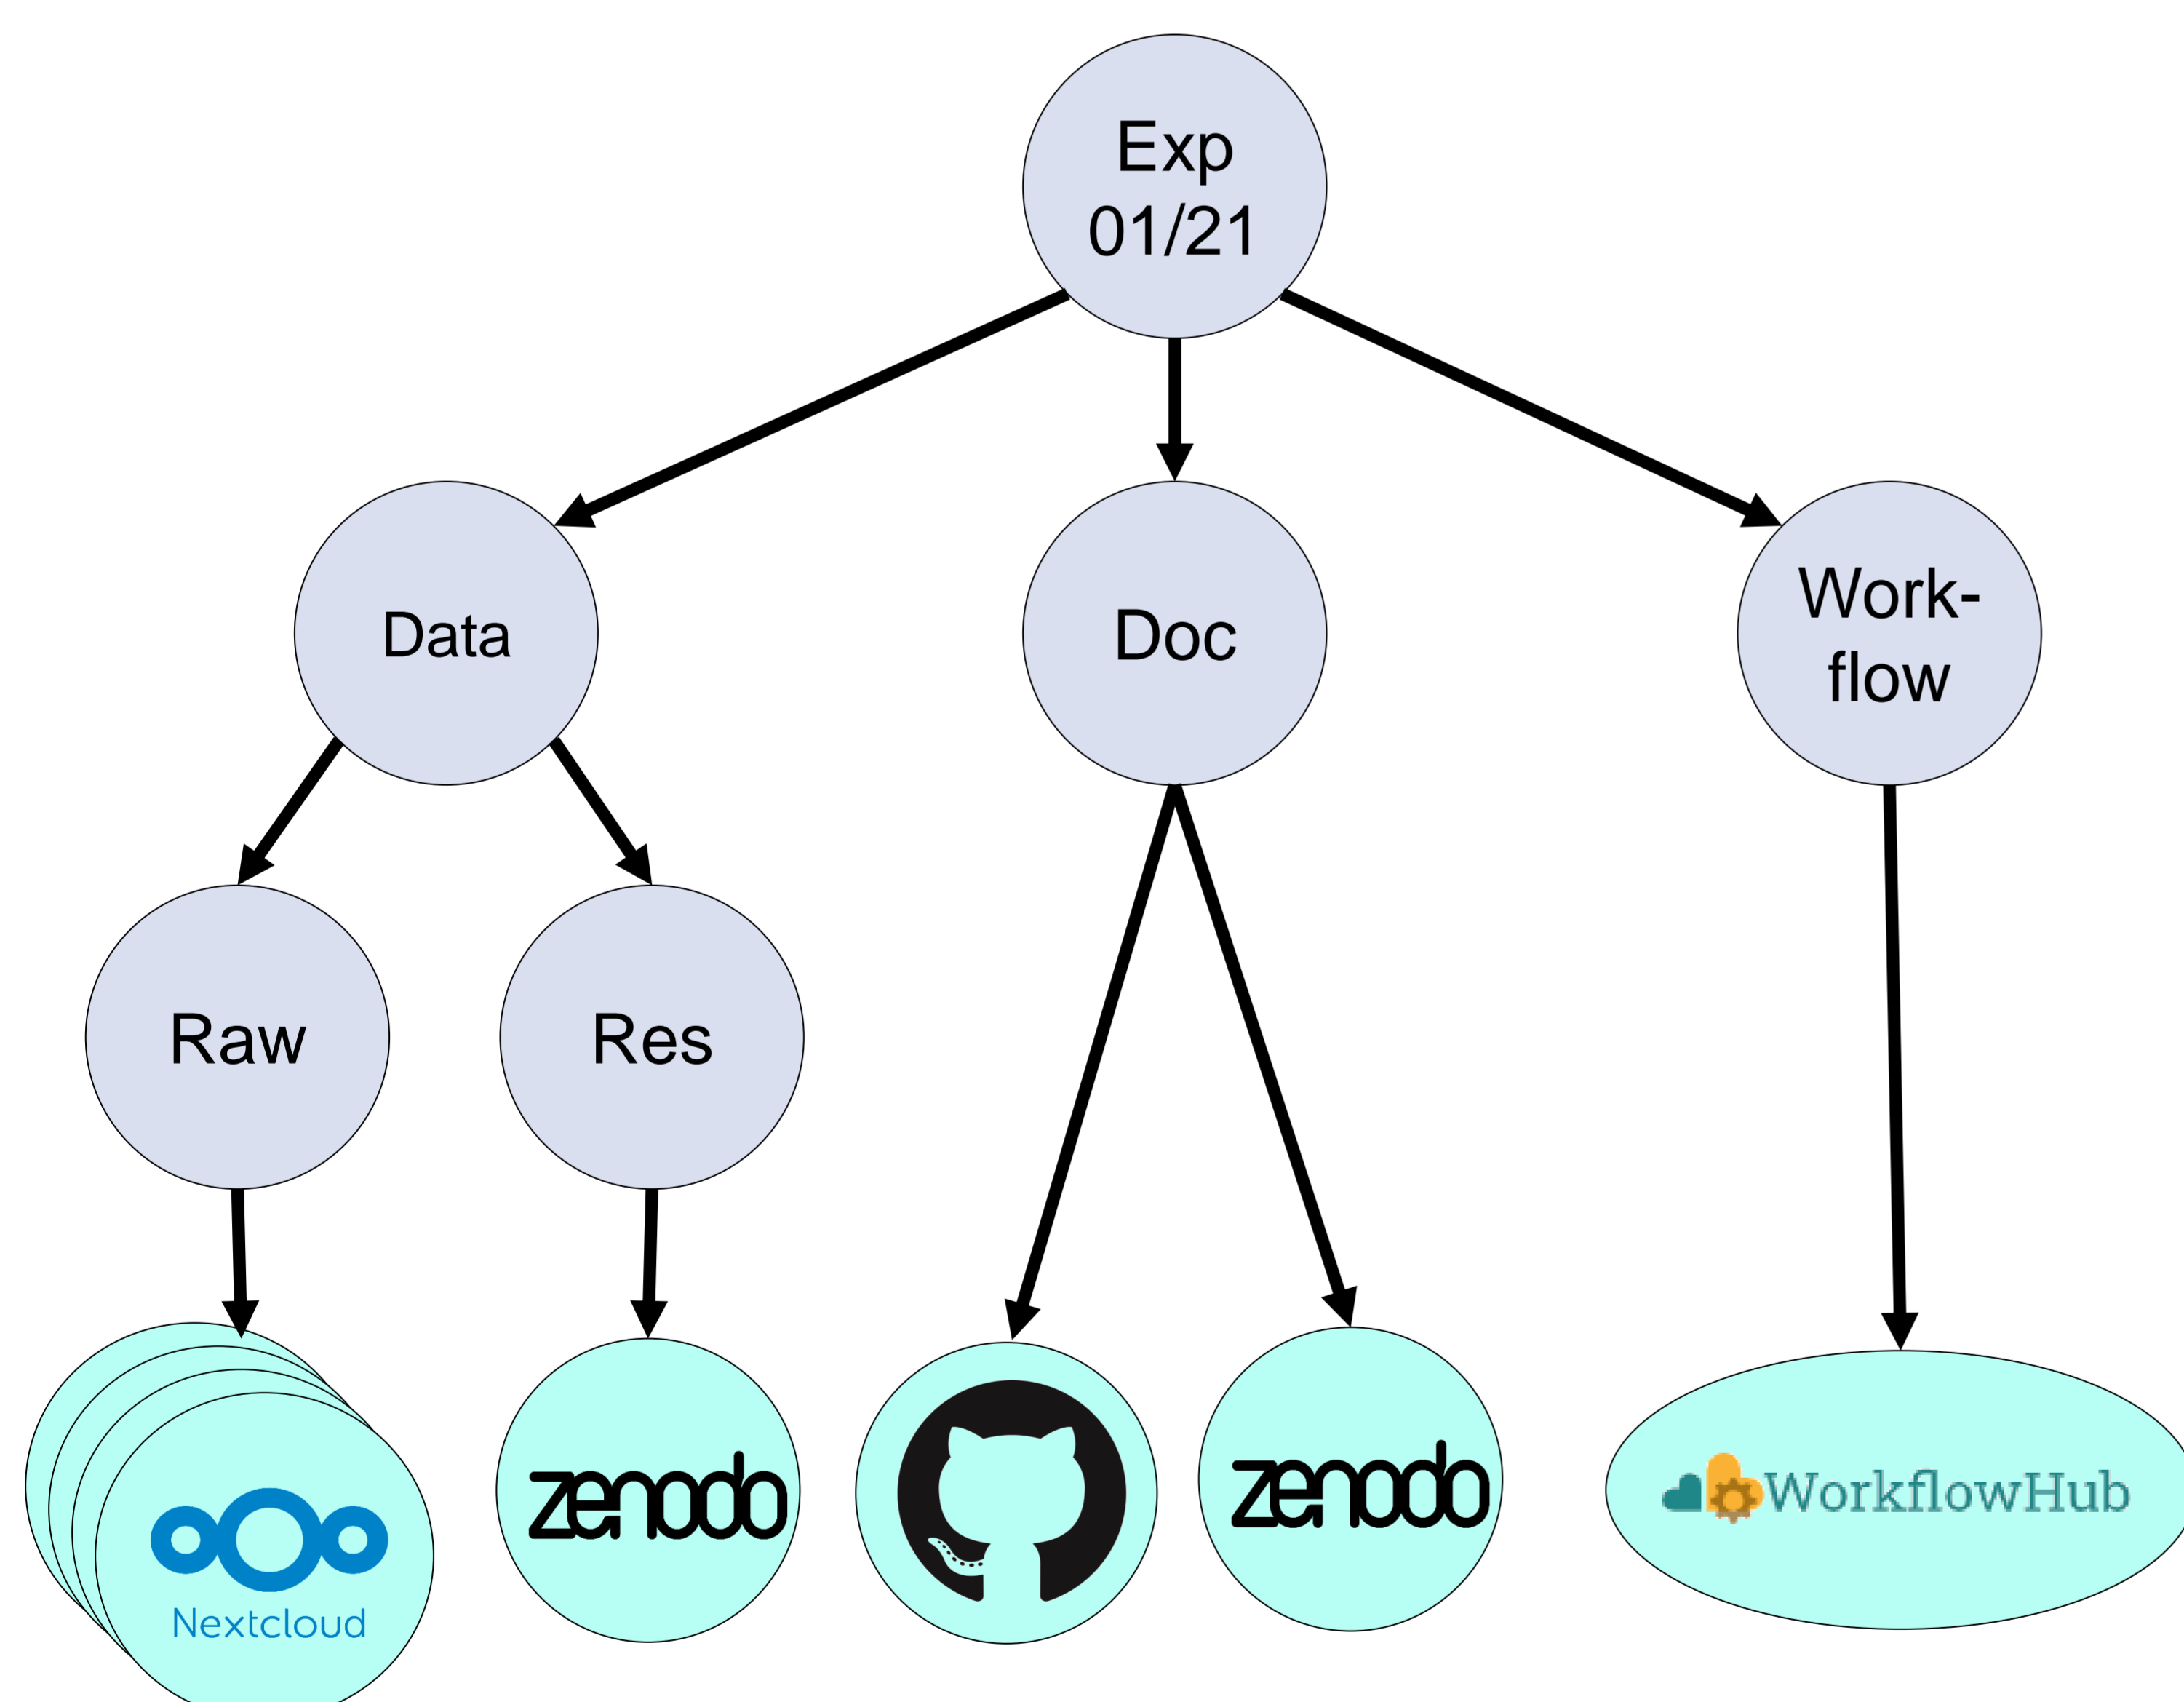 Exp
01/21
Data
Doc
Work-
flow
Raw
Res
Nextcloud
zenodo
zenodo
WorkflowHub